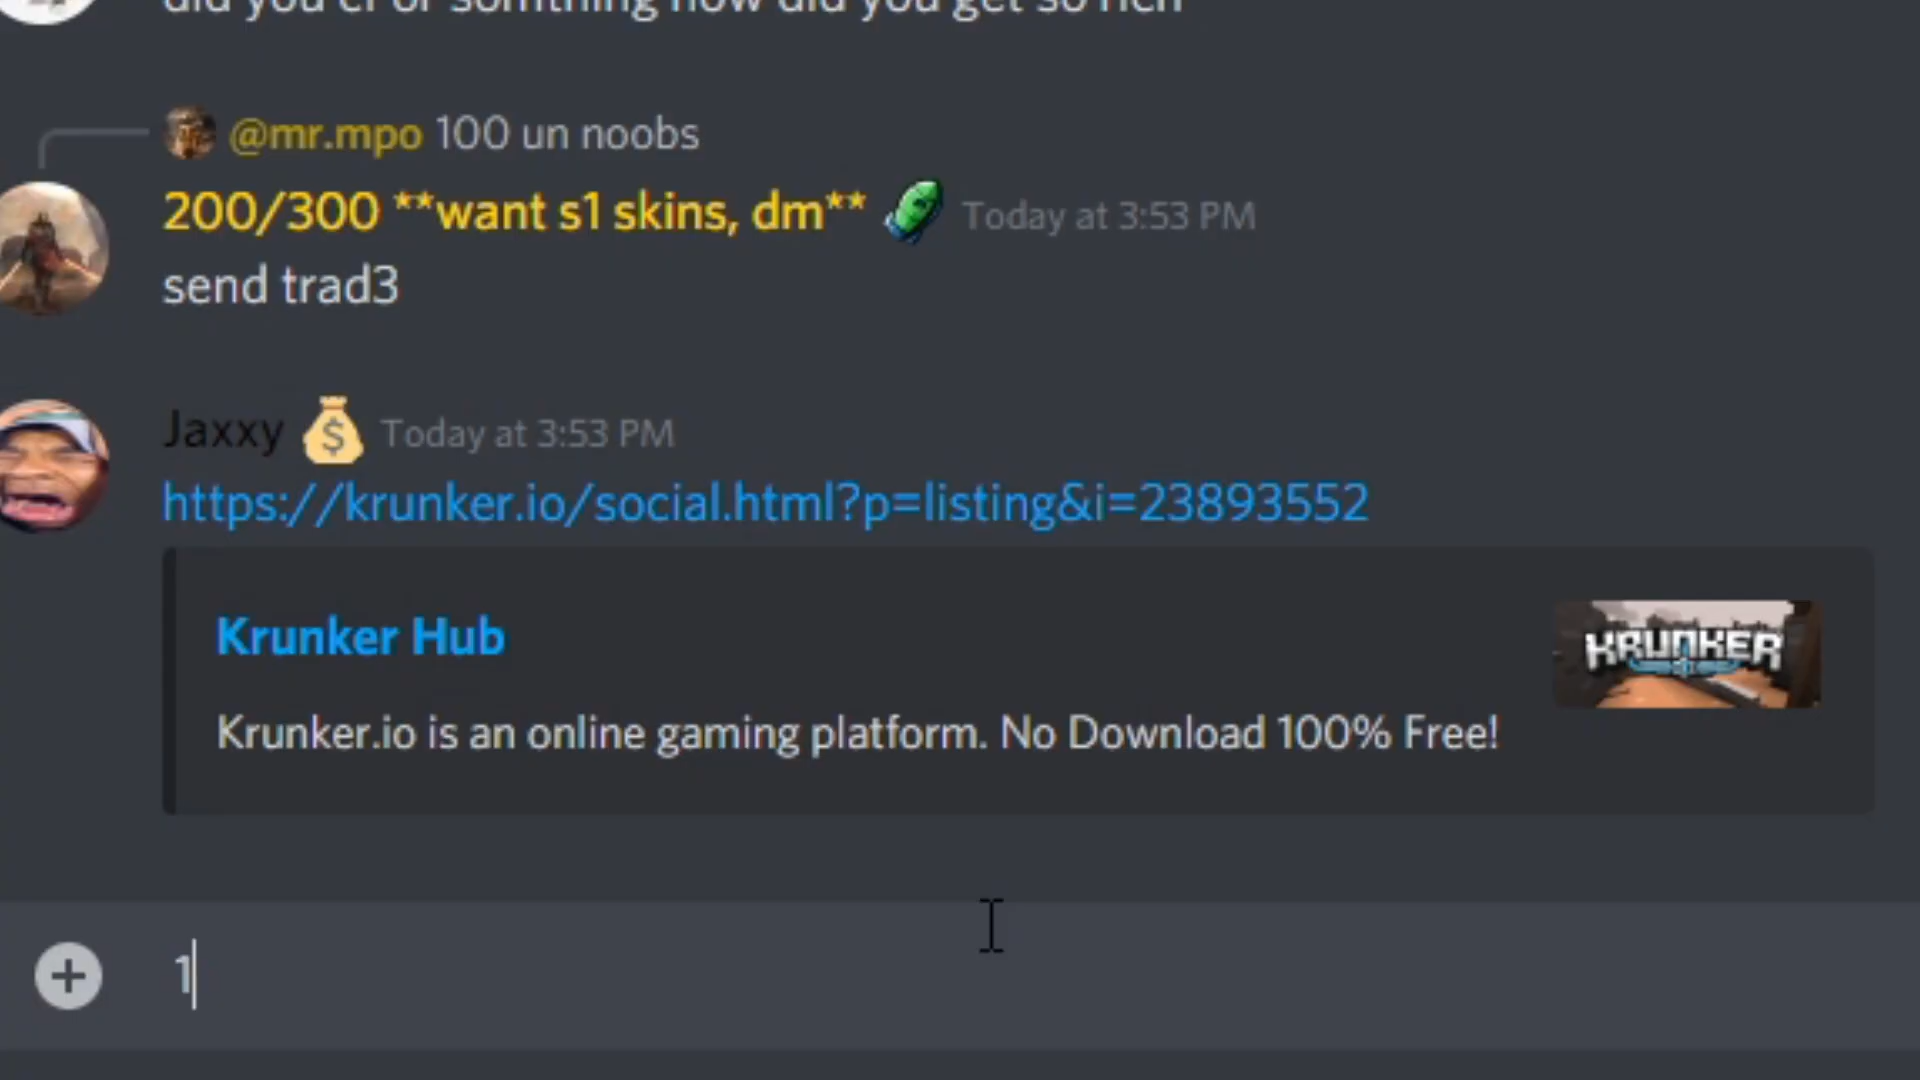 did you cf or somthing how did you get so rich
@mr.mpo 100 un noobs
200/300 **want s1 skins, dm** Today at 3:53 PM
send trad3
Jaxxy Today at 3:53 PM
https://krunker.io/social.html?p=listing&i=23893552
Krunker Hub
KRUNKER
Krunker.io is an online gaming platform. No Download 100% Free!
1